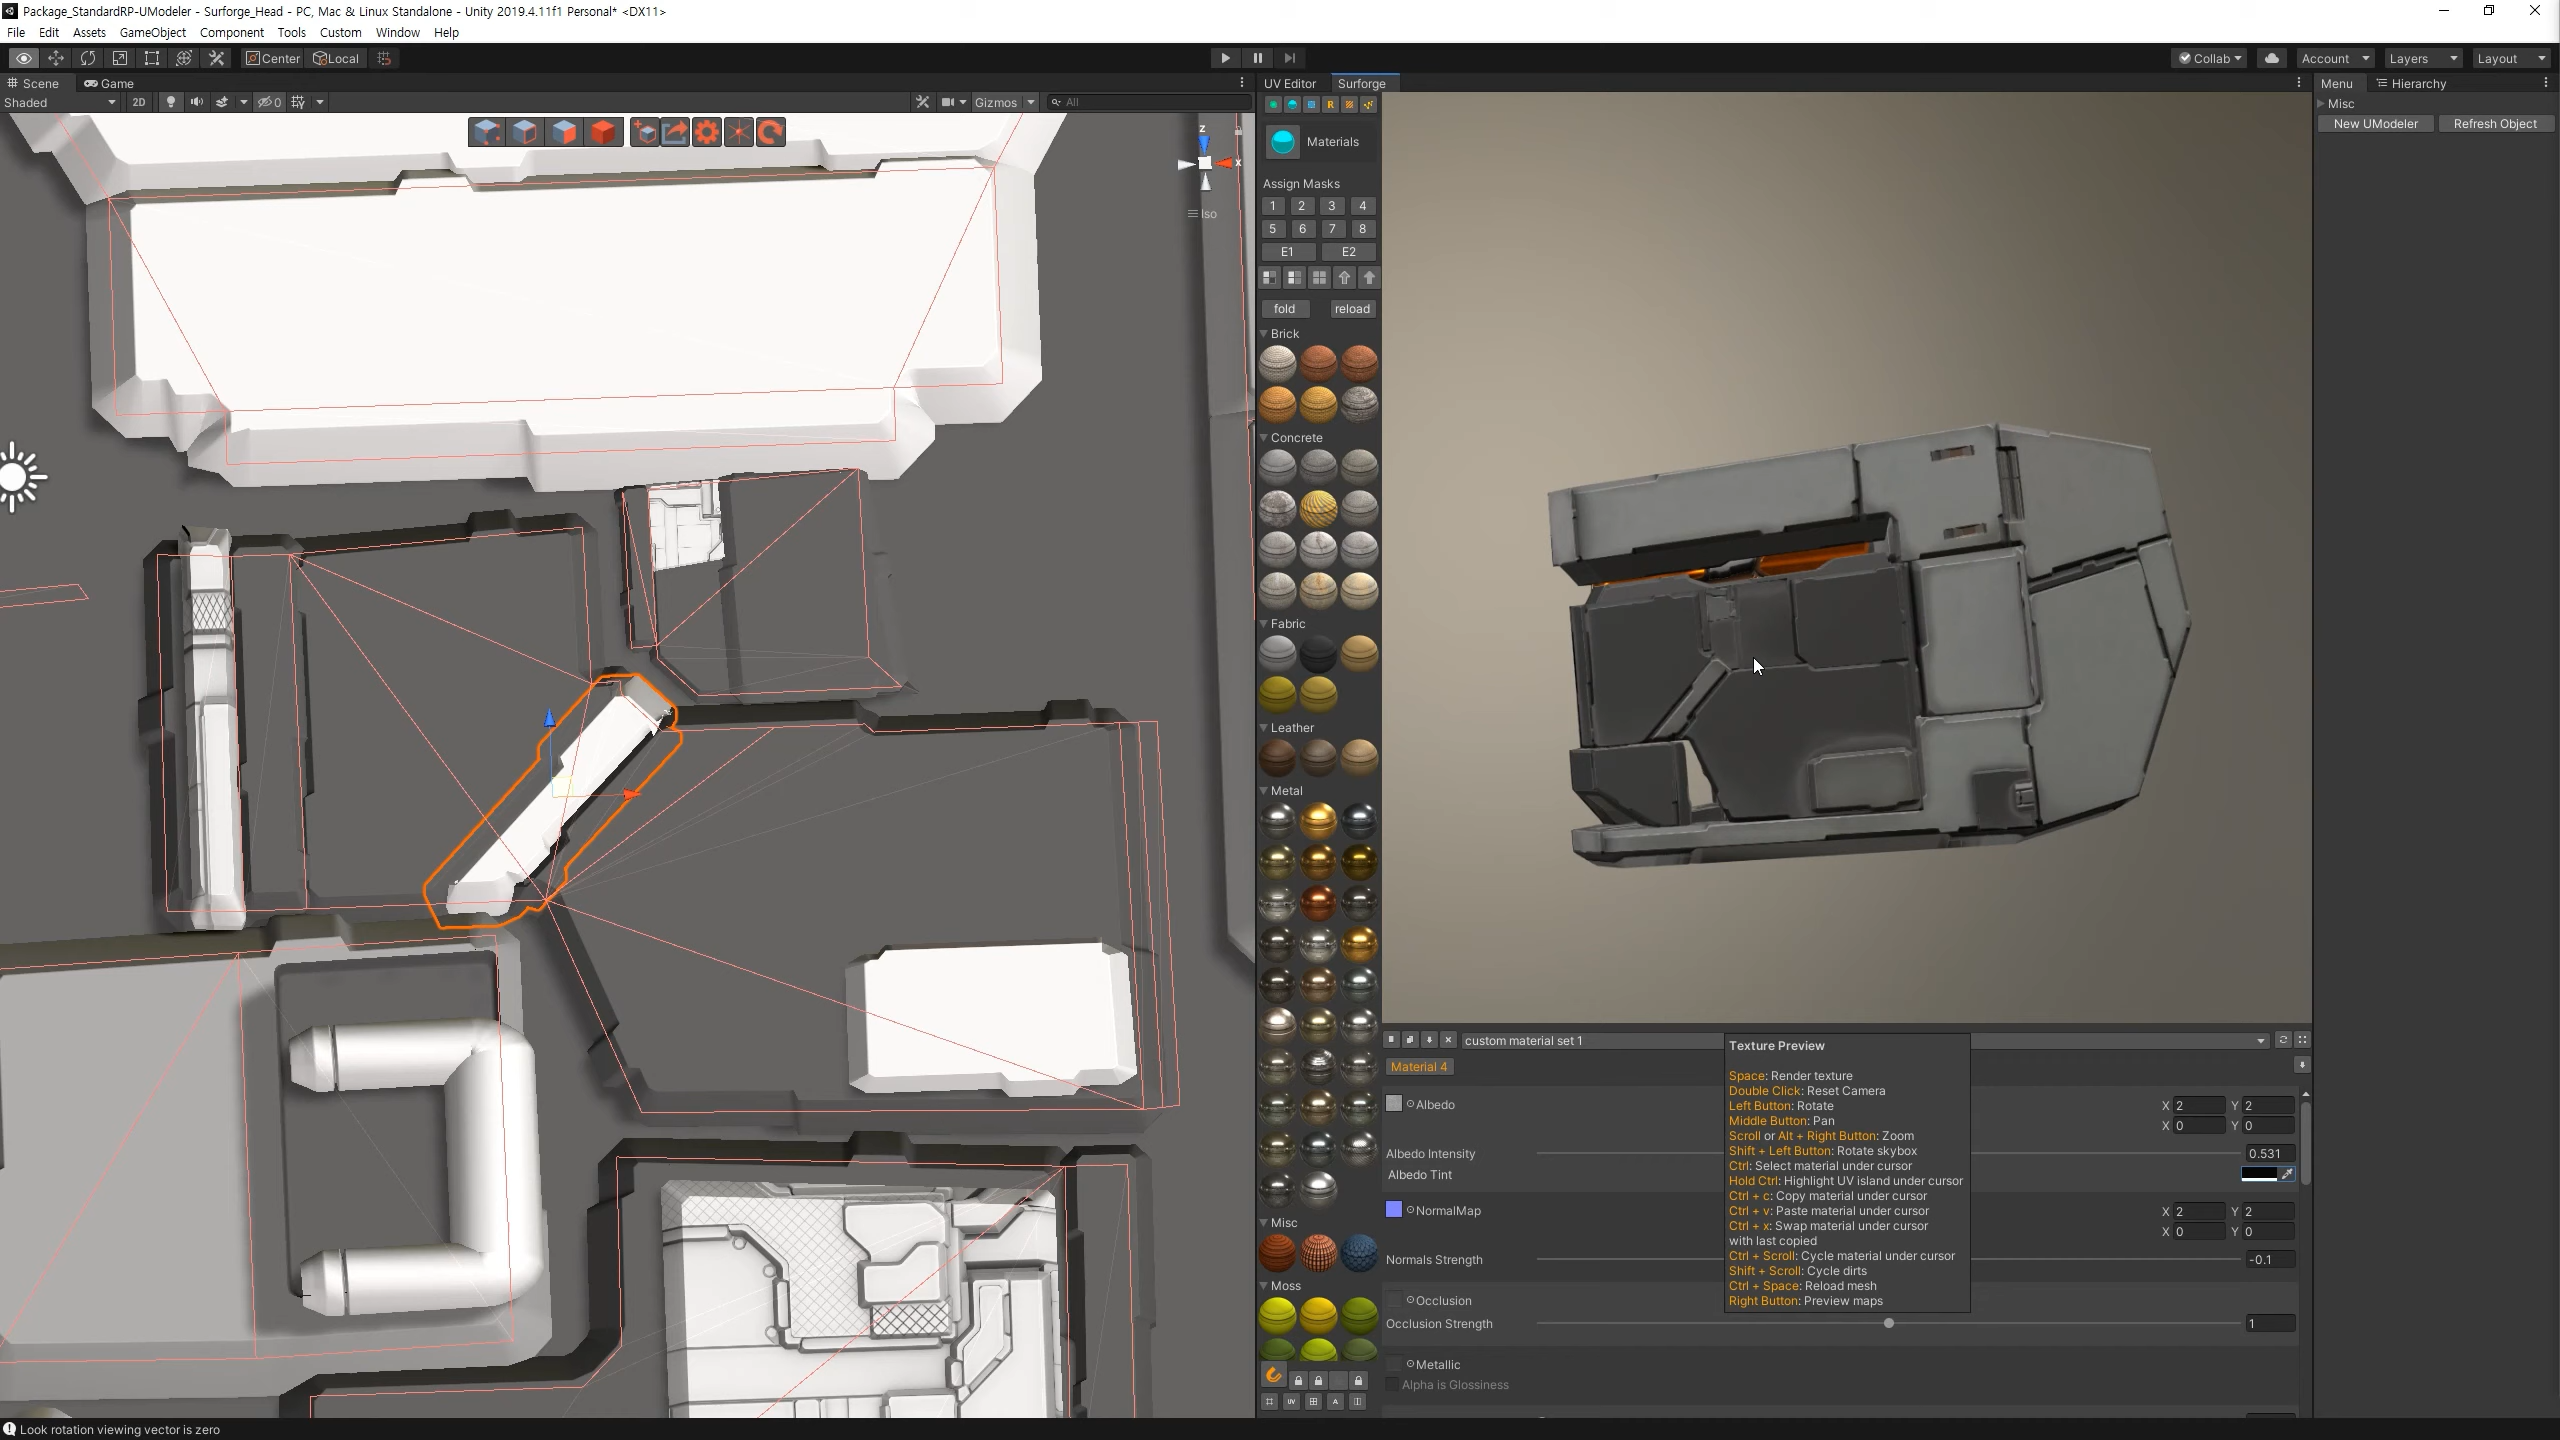 Package_StandardRP-UModeler - Surforge_Head - PC, Mac & Linux Standalone - Unity 2019.4.11f1 Personal* <DX11>
File Edit Assets GameObject Component Tools Window Help
Center Local
Collab Account Layers Layout
Scene Game
UV Editor Surforge
Menu Hierarchy
Shaded 2D 0 Gizmos All
Misc
New UModeler Refresh Object
R
z
x
Iso
Materials
Assign Masks
1 2 3 4
5 6 7 8
E1 E2
fold reload
Brick
Concrete
Fabric
Leather
Metal
Misc
Moss
UV A
custom material set 1
Material 4
Albedo
X 2 Y 2
X 0 Y 0
Albedo Intensity 0.531
Albedo Tint
NormalMap
X 2 Y 2
X 0 Y 0
Normals Strength -0.1
Occlusion
Occlusion Strength 1
Metallic
Alpha is Glossiness
Texture Preview
Space: Render texture
Double Click: Reset Camera
Left Button: Rotate
Middle Button: Pan
Scroll or Alt + Right Button: Zoom
Shift + Left Button: Rotate skybox
Ctrl: Select material under cursor
Hold Ctrl: Highlight UV island under cursor
Ctrl + c: Copy material under cursor
Ctrl + v: Paste material under cursor
Ctrl + x: Swap material under cursor
with last copied
Ctrl + Scroll: Cycle material under cursor
Shift + Scroll: Cycle dirts
Ctrl + Space: Reload mesh
Right Button: Preview maps
Look rotation viewing vector is zero